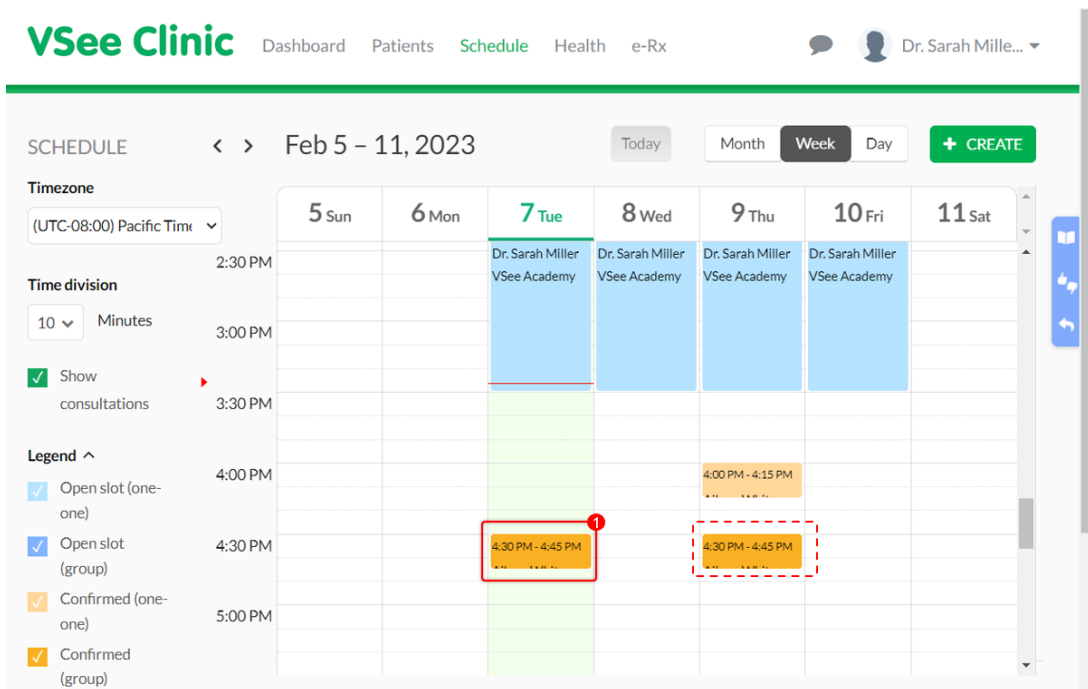 VSee Clinic Dashboard Patients Schedule Health e-Rx Dr. Sarah Mille...
SCHEDULE
Feb 5 – 11, 2023
Today
Month Week Day
+ CREATE
Timezone
(UTC-08:00) Pacific Time
Time division
10 Minutes
Show
consultations
Legend
Open slot (one-
one)
Open slot
(group)
Confirmed (one-
one)
Confirmed
(group)
5 Sun 6 Mon 7 Tue 8 Wed 9 Thu 10 Fri 11 Sat
2:30 PM
3:00 PM
3:30 PM
4:00 PM
4:30 PM
5:00 PM
Dr. Sarah Miller
VSee Academy
Dr. Sarah Miller
VSee Academy
Dr. Sarah Miller
VSee Academy
Dr. Sarah Miller
VSee Academy
4:00 PM - 4:15 PM
1
4:30 PM - 4:45 PM
4:30 PM - 4:45 PM